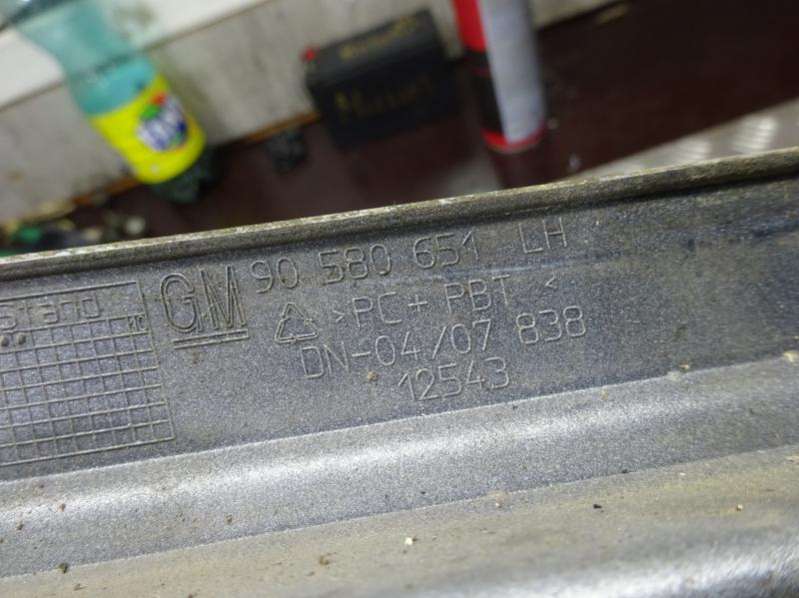 GM 90 580 651 LH
>PC+ PBT<
DN-04/07 838
12543